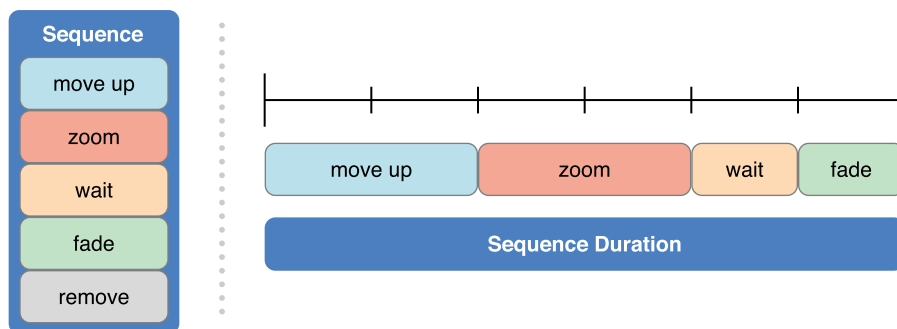 Sequence
move up
zoom
wait
fade
remove
move up
zoom
wait
fade
Sequence Duration